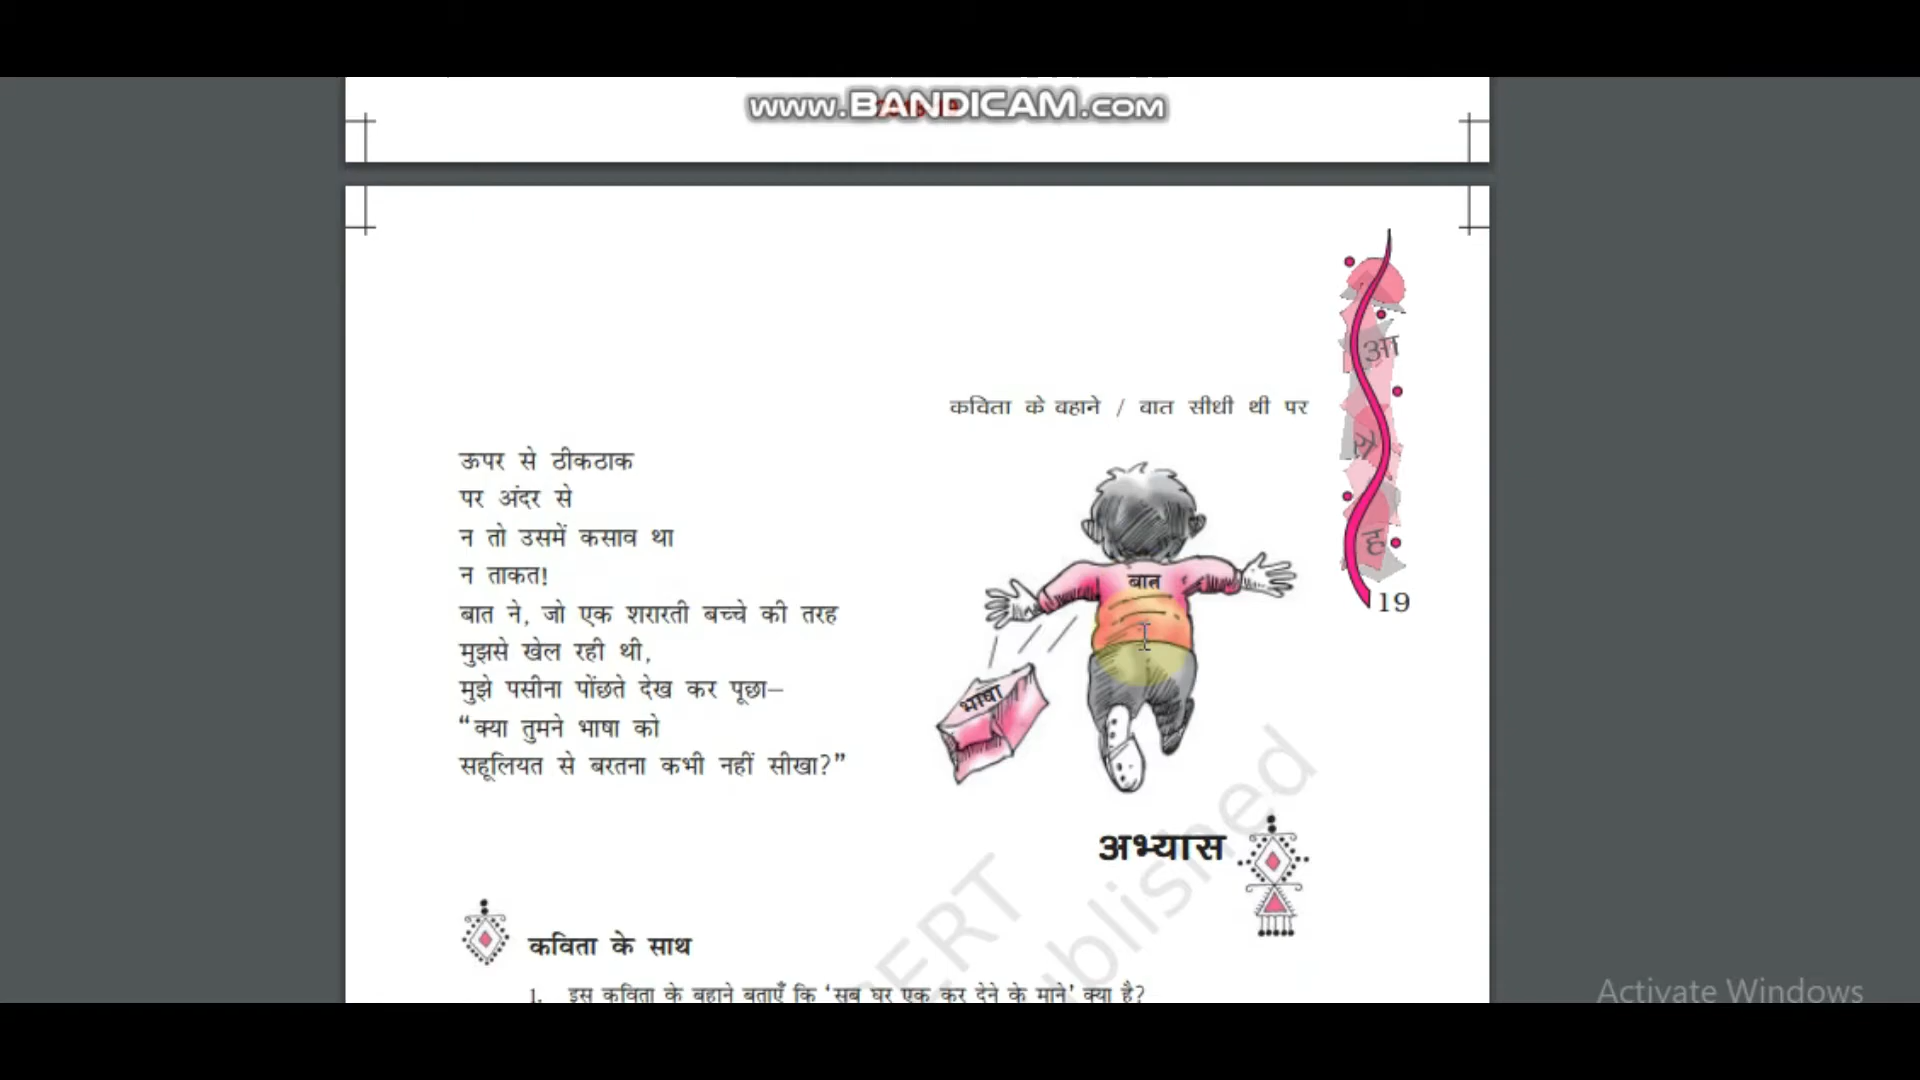 www.BANDICAM.com
कविता के बहाने / बात सीधी थी पर
आ
रो
ह
19
ऊपर से ठीकठाक
पर अंदर से
न तो उसमें कसाव था
न ताकत!
बात ने, जो एक शरारती बच्चे की तरह
मुझसे खेल रही थी,
मुझे पसीना पोंछते देख कर पूछा–
“क्या तुमने भाषा को
सहूलियत से बरतना कभी नहीं सीखा?”
बात
भाषा
अभ्यास
कविता के साथ
1. इस कविता के बहाने बताएँ कि ‘सब घर एक कर देने के माने’ क्या है?
Activate Windows